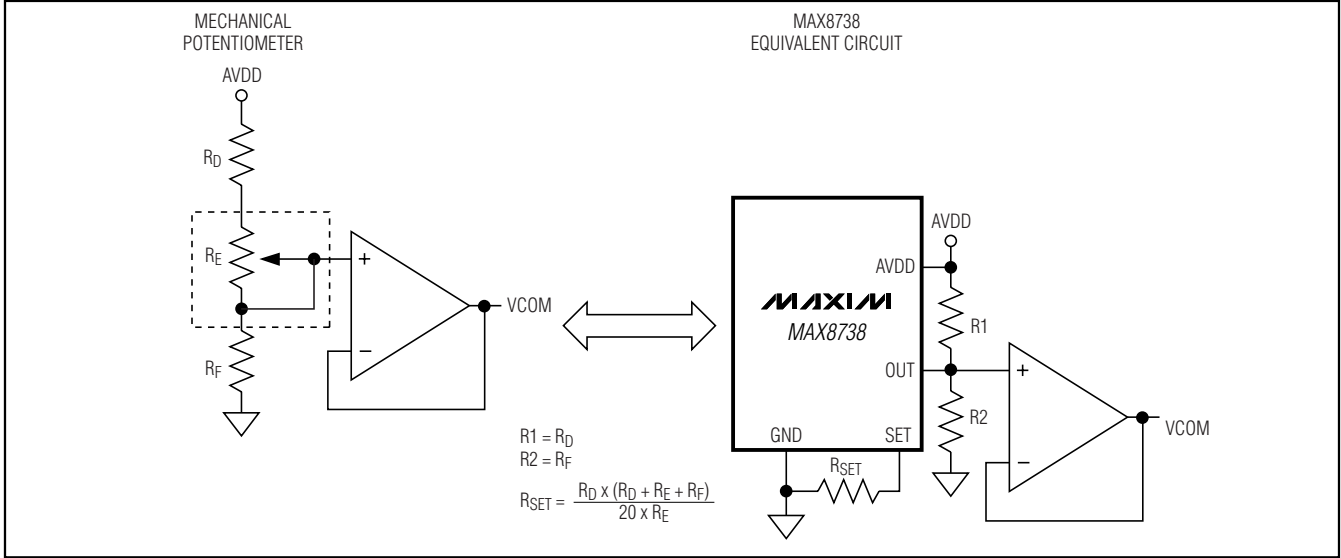 MECHANICAL
POTENTIOMETER
AVDD
RD
RE
+
−
VCOM
RF
R1 = RD
R2 = RF
RSET = RD x (RD + RE + RF)
20 x RE
MAX8738
EQUIVALENT CIRCUIT
AVDD
AVDD
MAXIM
MAX8738
R1
OUT
+
R2
VCOM
GND
SET
−
RSET